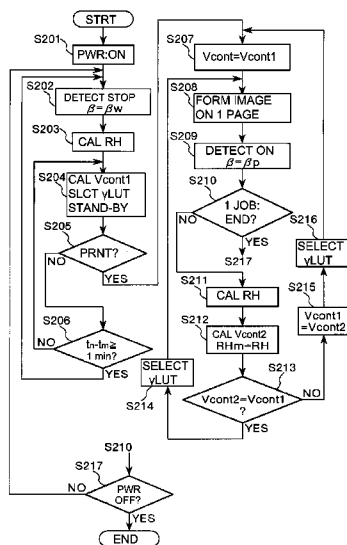 STRT
S201
PWR:ON
S202
DETECT STOP
β=βw
S203
CAL RH
S204
CAL Vcont1
SLCT γLUT
STAND-BY
S205
PRNT?
NO
YES
S206
tn-tm≧
1 min?
YES
S207
Vcont=Vcont1
S208
FORM IMAGE
ON 1 PAGE
S209
DETECT ON
β=βp
S210
1 JOB:
END?
NO
YES
S217
S211
CAL RH
S212
CAL Vcont2
RHm→RH
S213
Vcont2=Vcont1
?
NO
YES
SELECT
γLUT
S214
S215
Vcont1
=Vcont2
S216
SELECT
γLUT
S210
S217
PWR
OFF?
NO
YES
END